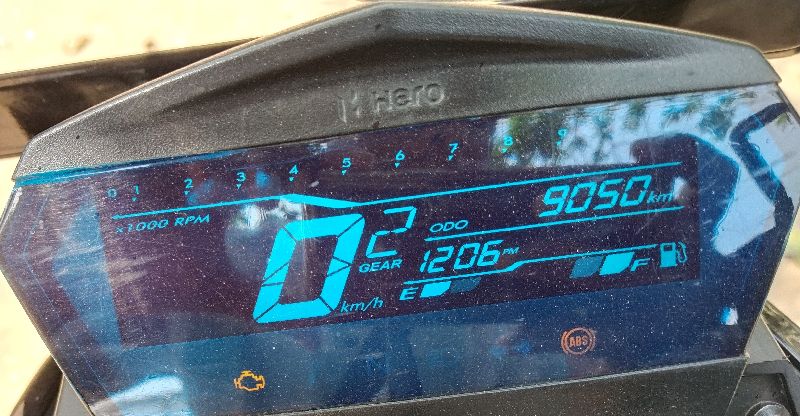 Hero
0 1 2 3 4 5 6 7 8 9
×1000 RPM
0 km/h
2
GEAR
ODO 9050 km
1206 PM
E F
ABS